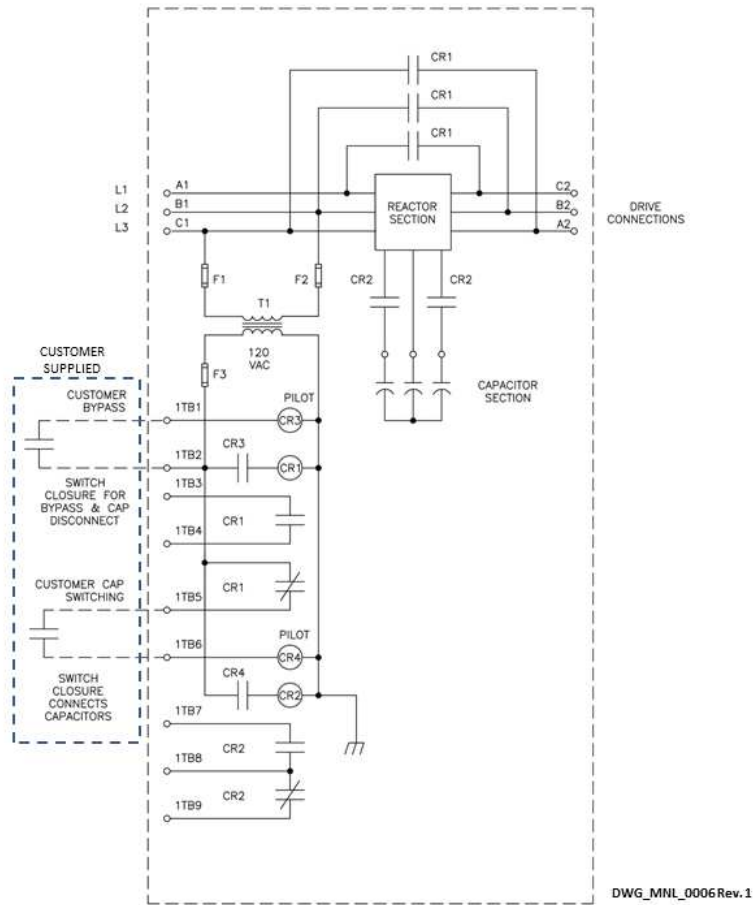 CR1
CR1
CR1
L1
A1
C2
L2
B1
REACTOR
SECTION
B2
DRIVE
CONNECTIONS
L3
C1
A2
F1
F2
CR2
CR2
T1
120
VAC
CUSTOMER
SUPPLIED
F3
CAPACITOR
SECTION
CUSTOMER
BYPASS
1TB1
PILOT
CR3
1TB2
CR3
CR1
SWITCH
CLOSURE FOR
BYPASS & CAP
DISCONNECT
1TB3
CR1
1TB4
CUSTOMER CAP
SWITCHING
CR1
1TB5
1TB6
PILOT
CR4
SWITCH
CLOSURE
CONNECTS
CAPACITORS
CR4
CR2
1TB7
CR2
1TB8
CR2
1TB9
DWG_MNL_0006 Rev. 1